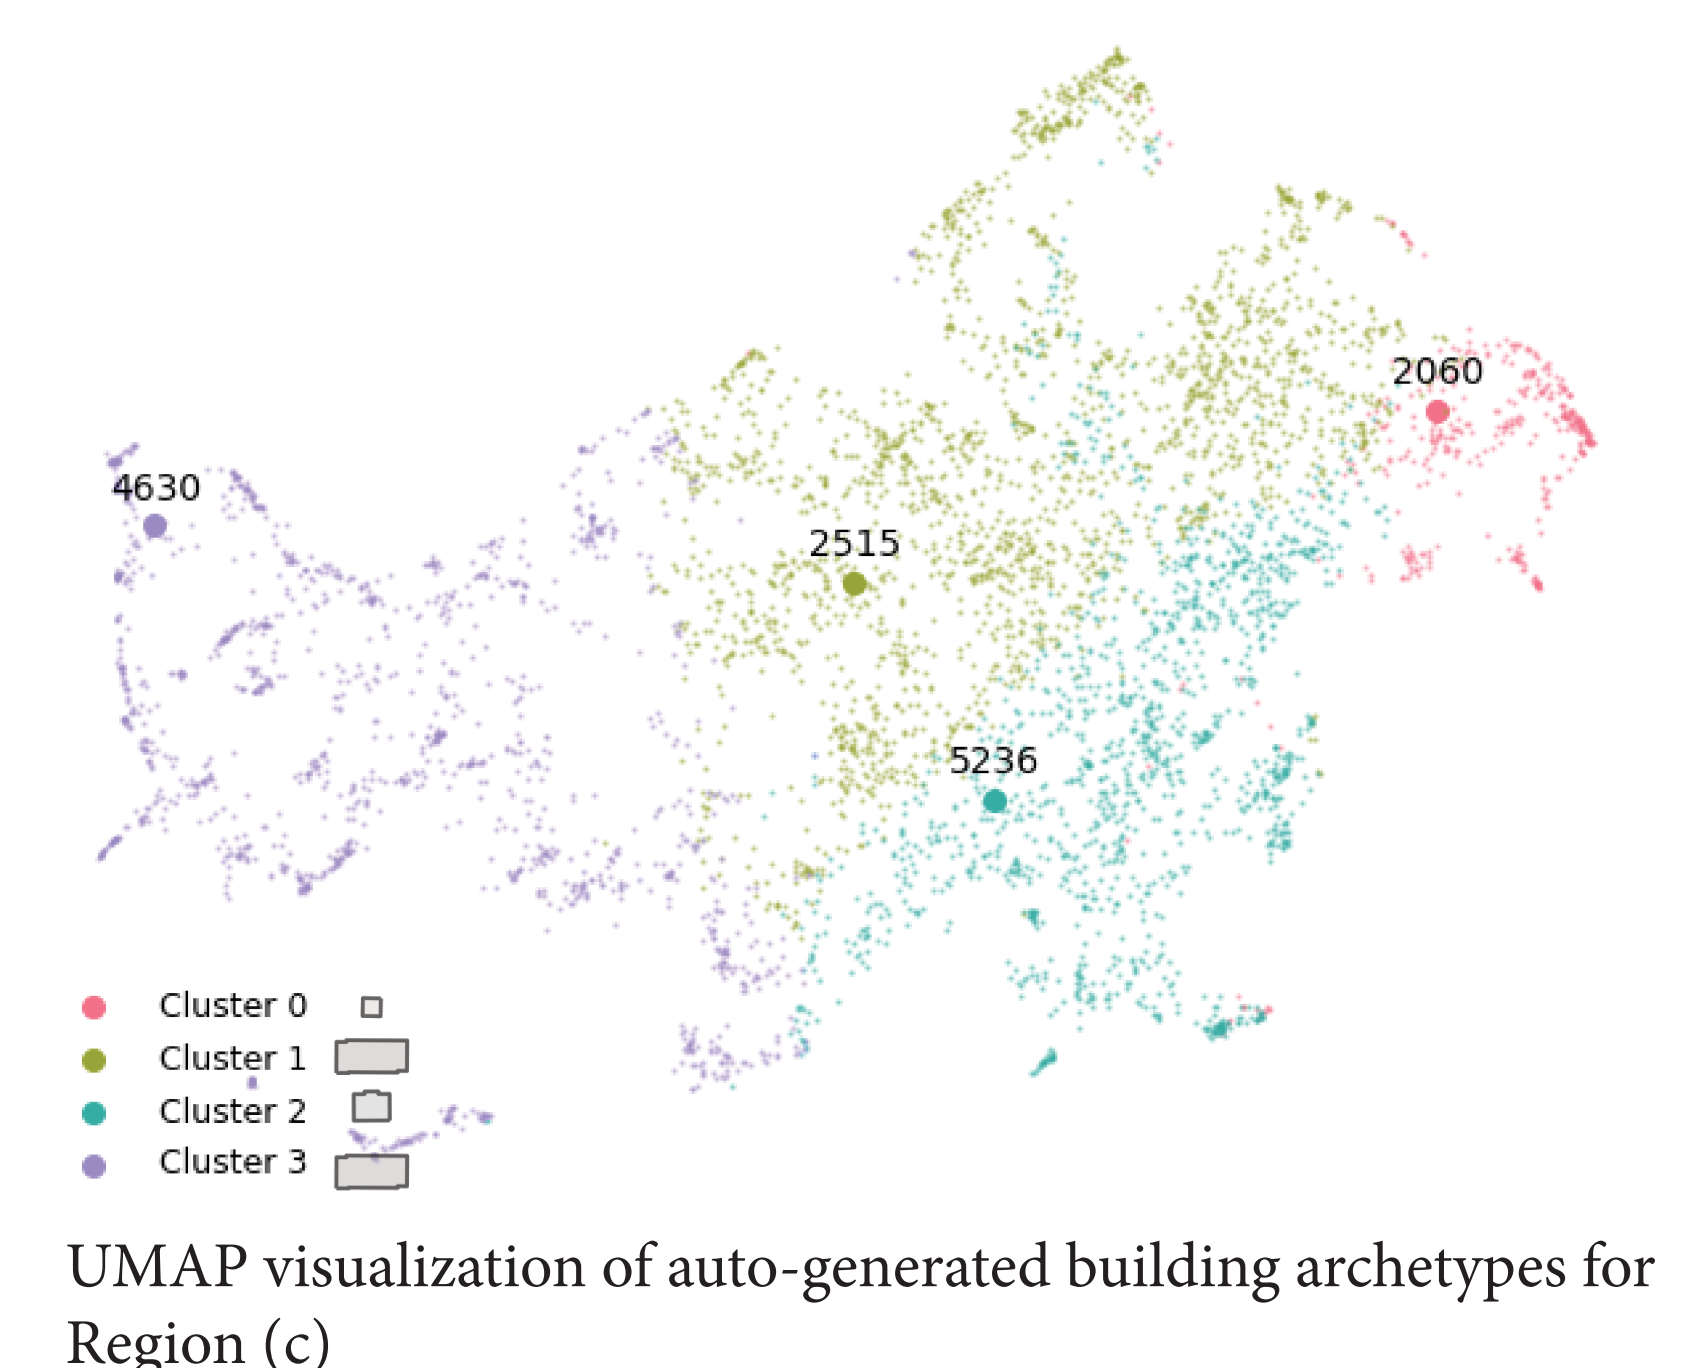 2060
4630
2515
5236
Cluster 0
Cluster 1
Cluster 2
Cluster 3
UMAP visualization of auto-generated building archetypes for
Region (c)